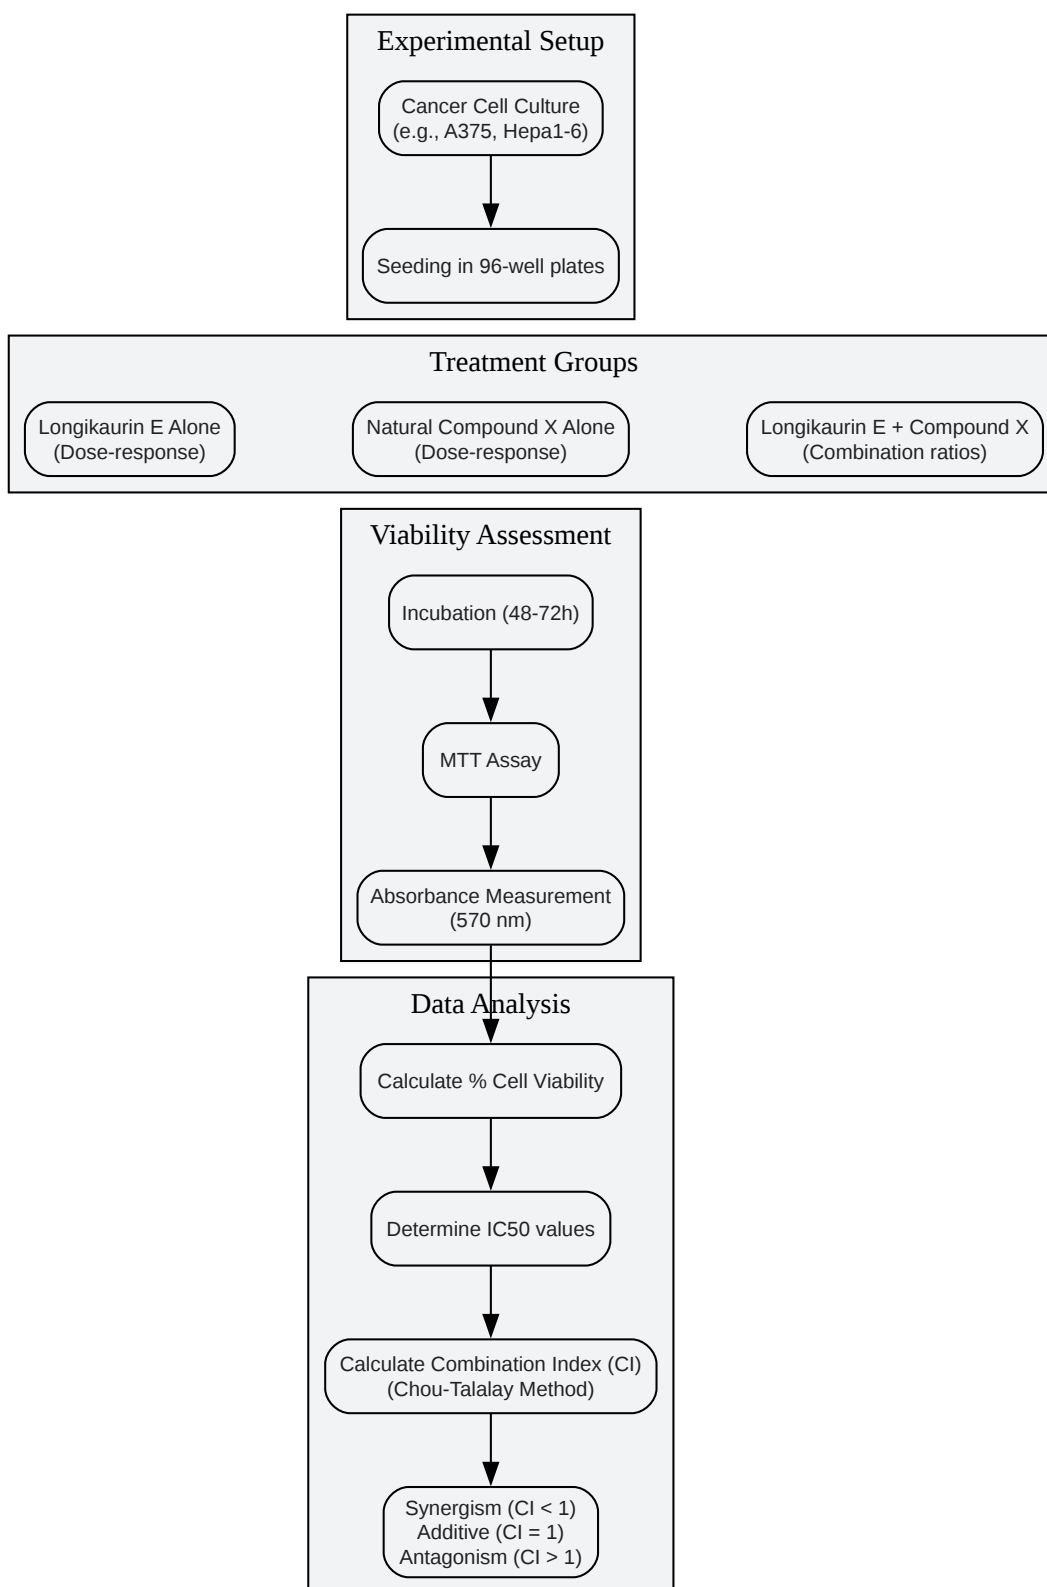 Experimental Setup
Cancer Cell Culture
(e.g., A375, Hepa1-6)
Seeding in 96-well plates
Treatment Groups
Longikaurin E Alone
(Dose-response)
Natural Compound X Alone
(Dose-response)
Longikaurin E + Compound X
(Combination ratios)
Viability Assessment
Incubation (48-72h)
MTT Assay
Absorbance Measurement
(570 nm)
Data Analysis
Calculate % Cell Viability
Determine IC50 values
Calculate Combination Index (CI)
(Chou-Talalay Method)
Synergism (CI < 1)
Additive (CI = 1)
Antagonism (CI > 1)